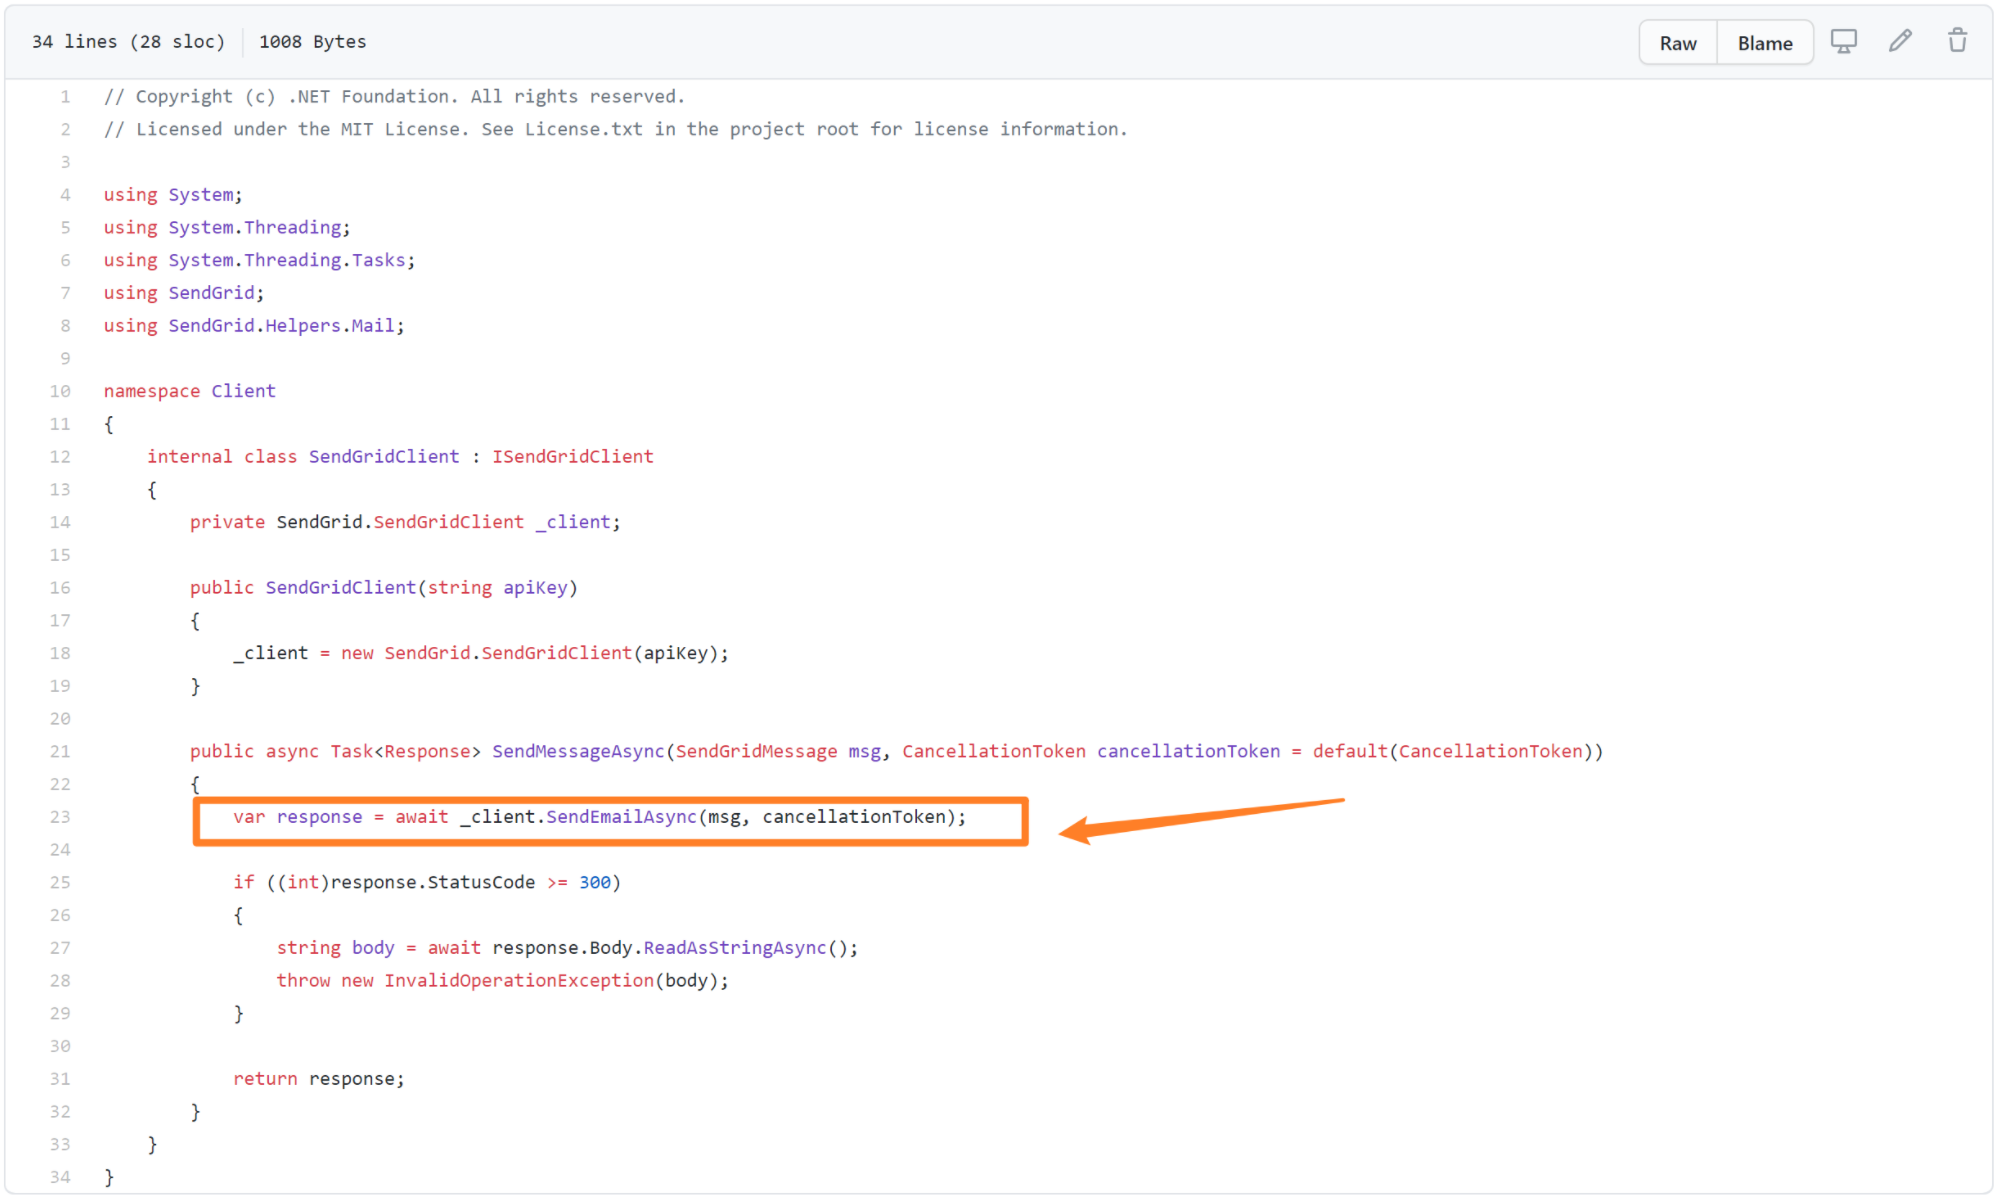 34 lines (28 sloc) 1008 Bytes Raw Blame
1 // Copyright (c) .NET Foundation. All rights reserved.
2 // Licensed under the MIT License. See License.txt in the project root for license information.
3
4 using System;
5 using System.Threading;
6 using System.Threading.Tasks;
7 using SendGrid;
8 using SendGrid.Helpers.Mail;
9
10 namespace Client
11 {
12     internal class SendGridClient : ISendGridClient
13     {
14         private SendGrid.SendGridClient _client;
15
16         public SendGridClient(string apiKey)
17         {
18             _client = new SendGrid.SendGridClient(apiKey);
19         }
20
21         public async Task<Response> SendMessageAsync(SendGridMessage msg, CancellationToken cancellationToken = default(CancellationToken))
22         {
23             var response = await _client.SendEmailAsync(msg, cancellationToken);
24
25             if ((int)response.StatusCode >= 300)
26             {
27                 string body = await response.Body.ReadAsStringAsync();
28                 throw new InvalidOperationException(body);
29             }
30
31             return response;
32         }
33     }
34 }